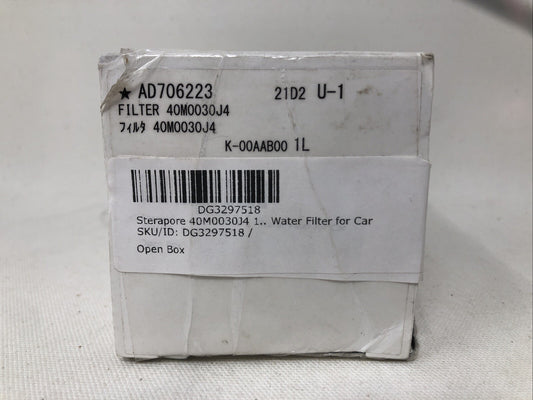 ★ AD706223 21D2 U-1
FILTER 40M0030J4
フィルタ 40M0030J4
K-00AAB00 1L
DG3297518
Sterapore 40M0030J4 1.. Water Filter for Car
SKU/ID: DG3297518 /
Open Box